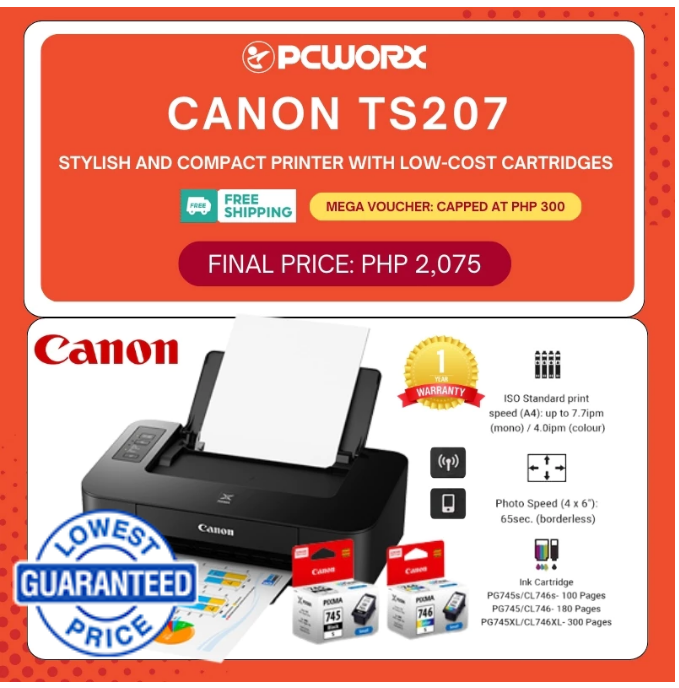 PCWORX
CANON TS207
STYLISH AND COMPACT PRINTER WITH LOW-COST CARTRIDGES
FREE
FREE
SHIPPING
MEGA VOUCHER: CAPPED AT PHP 300
FINAL PRICE: PHP 2,075
Canon
1
YEAR
WARRANTY
ISO Standard print
speed (A4): up to 7.7ipm
(mono) / 4.0ipm (colour)
Photo Speed (4 x 6"):
65sec. (borderless)
Ink Cartridge
PG745s/CL746s- 100 Pages
PG745/CL746- 180 Pages
PG745XL/CL746XL- 300 Pages
Canon
LOWEST
GUARANTEED
PRICE
Canon
PIXMA
745
Black
S
Canon
PIXMA
746
S